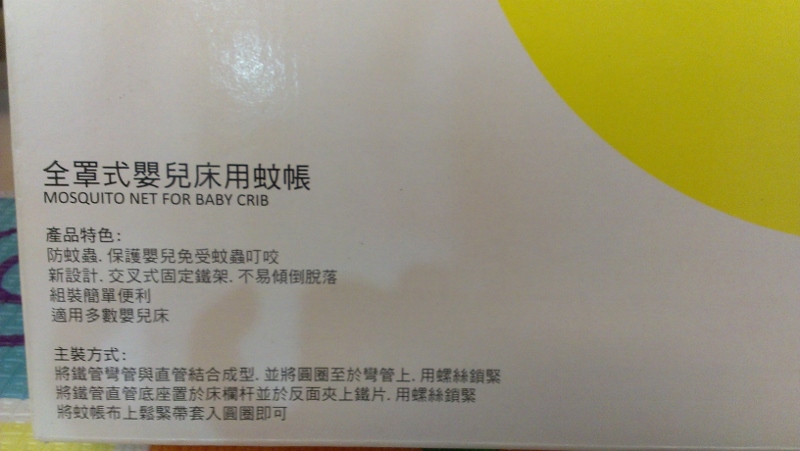 全罩式嬰兒床用蚊帳
MOSQUITO NET FOR BABY CRIB
產品特色:
防蚊蟲. 保護嬰兒免受蚊蟲叮咬
新設計. 交叉式固定鐵架. 不易傾倒脫落
組裝簡單便利
適用多數嬰兒床
主裝方式:
將鐵管彎管與直管結合成型. 並將圓圈至於彎管上. 用螺絲鎖緊
將鐵管直管底座置於床欄杆並於反面夾上鐵片. 用螺絲鎖緊
將蚊帳布上鬆緊帶套入圓圈即可